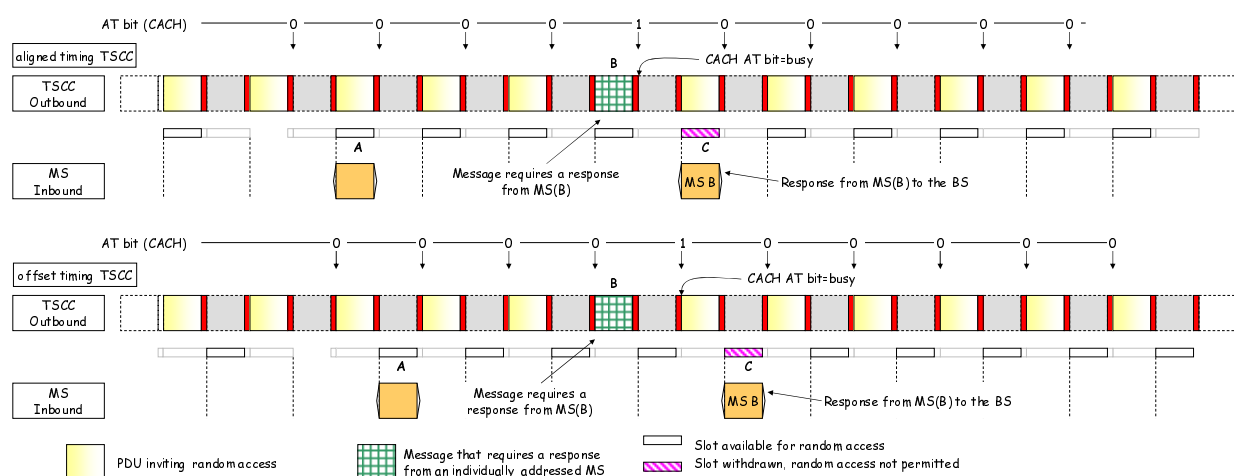 AT bit (CACH) 0 0 0 0 1 0 0 0 0 0
aligned timing TSCC
B
CACH AT bit=busy
TSCC
Outbound
A
C
Message requires a response
from MS(B)
MS
Inbound
MS B
Response from MS(B) to the BS
AT bit (CACH) 0 0 0 0 1 0 0 0 0 0
offset timing TSCC
B
CACH AT bit=busy
TSCC
Outbound
A
C
Message requires a
response from MS(B)
MS
Inbound
MS B
Response from MS(B) to the BS
PDU inviting random access
Message that requires a response
from an individually addressed MS
Slot available for random access
Slot withdrawn, random access not permitted